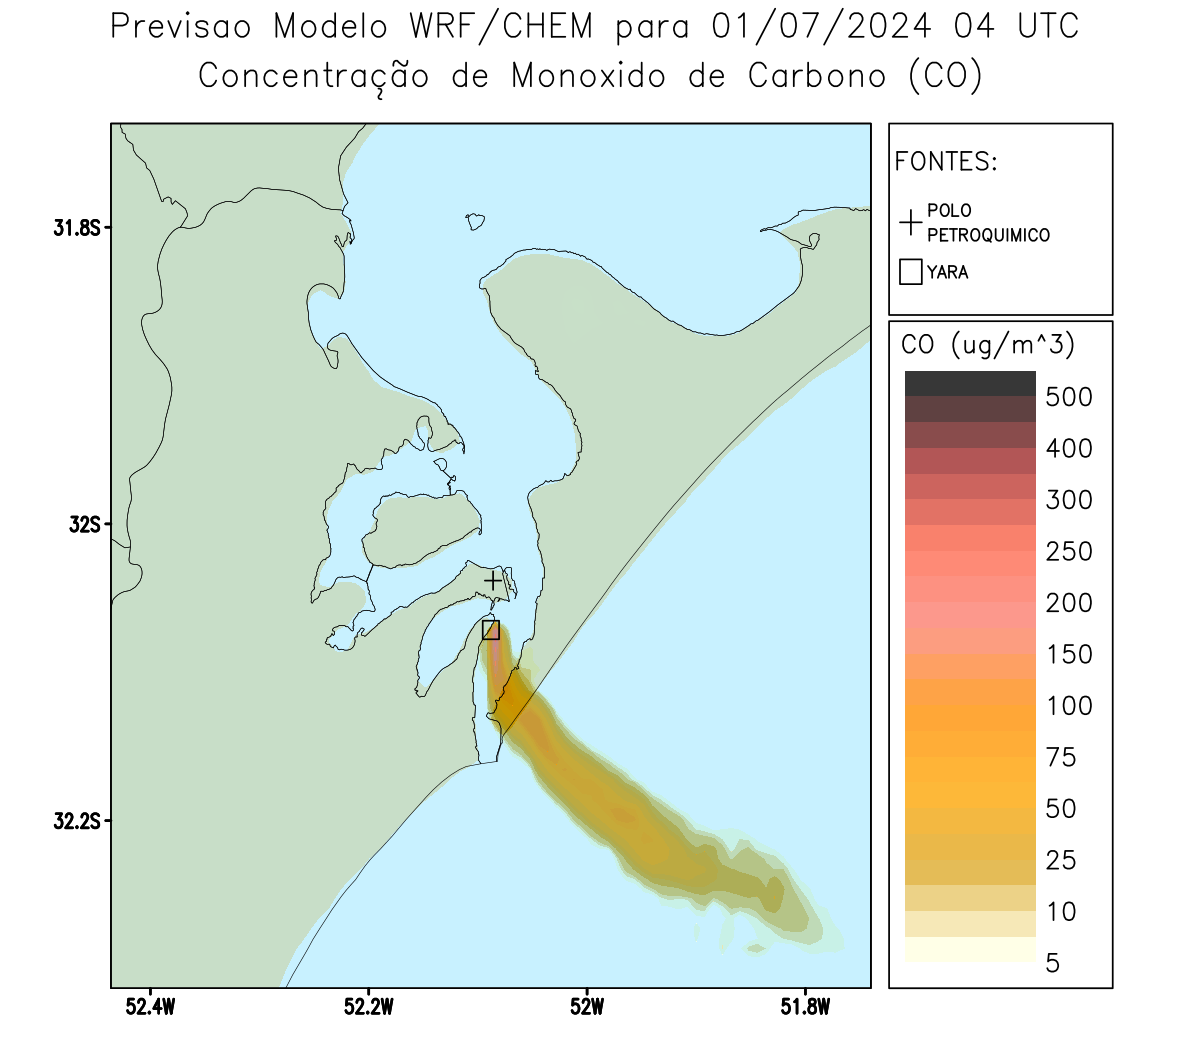 Previsao Modelo WRF/CHEM para 01/07/2024 04 UTC
Concentração de Monoxido de Carbono (CO)
FONTES:
POLO
PETROQUIMICO
YARA
CO (ug/m^3)
500
400
300
250
200
150
100
75
50
25
10
5
31.8S
32S
32.2S
52.4W
52.2W
52W
51.8W